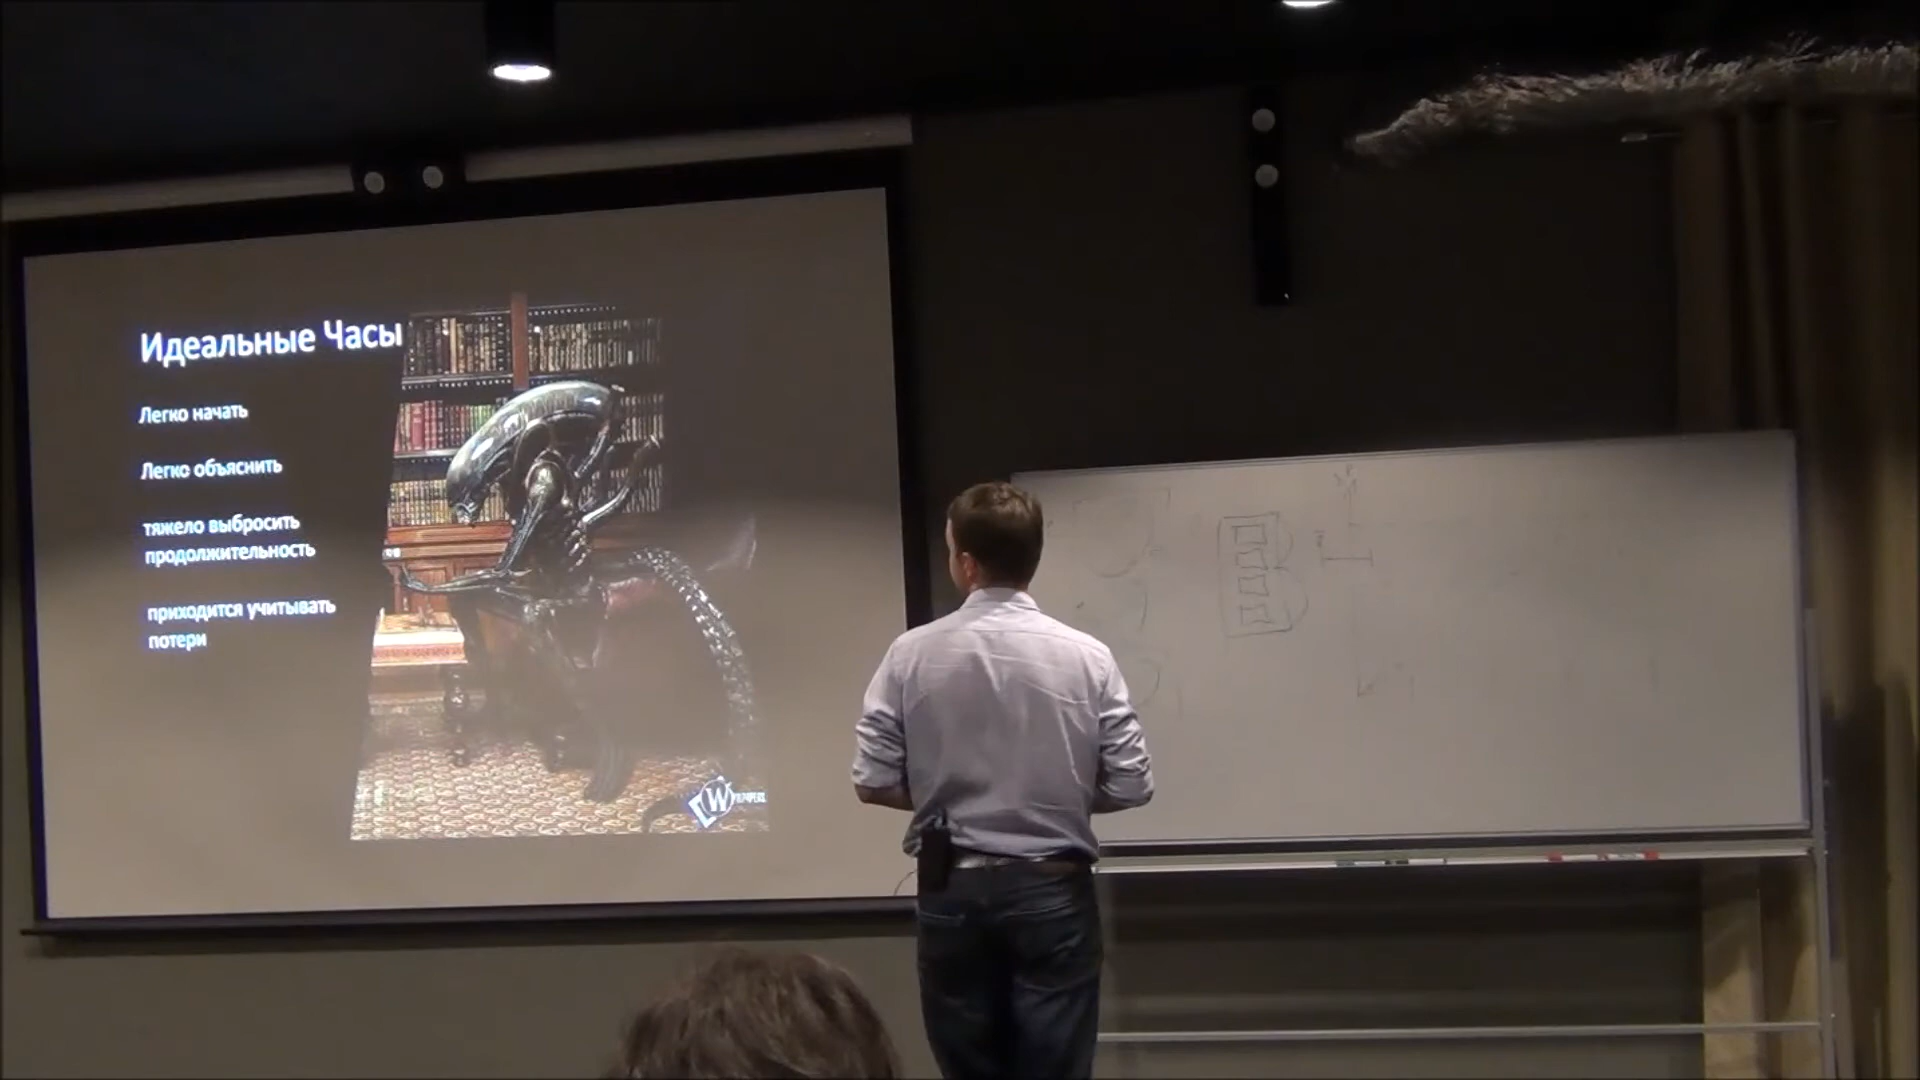 Идеальные Часы
Легко начать
Легко объяснить
тяжело выбросить
продолжительность
приходится учитывать
потери
W